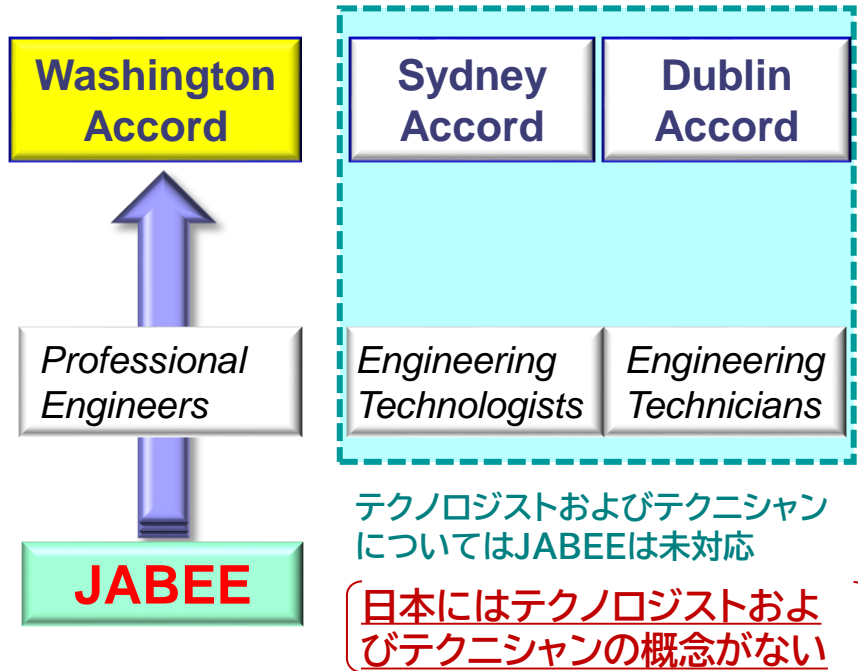 Washington
Accord
Sydney
Accord
Dublin
Accord
Professional
Engineers
Engineering
Technologists
Engineering
Technicians
テクノロジストおよびテクニシャン
についてはJABEEは未対応
JABEE
日本にはテクノロジストおよ
びテクニシャンの概念がない